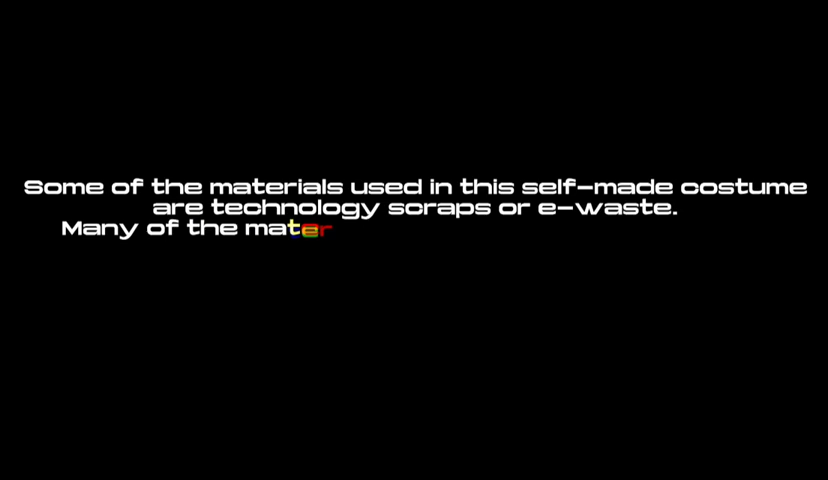 Some of the materials used in this self-made costume
are technology scraps or e-waste.
Many of the mater